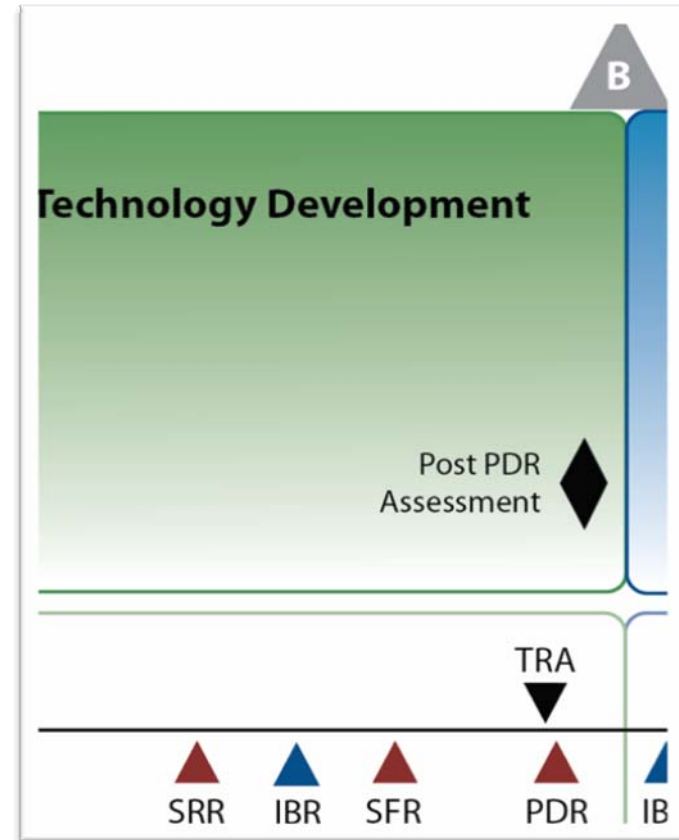 B
Technology Development
Post PDR
Assessment
TRA
SRR IBR SFR PDR IB